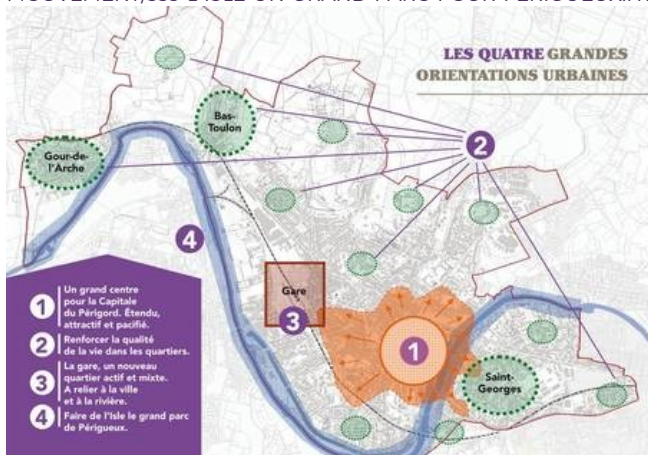 LES QUATRE GRANDES
ORIENTATIONS URBAINES
Bas-
Toulon
Gour-de-
l'Arche
2
4
Gare
3
1
Saint-
Georges
1 Un grand centre
pour la Capitale
du Périgord. Étendu,
attractif et pacifié.
2 Renforcer la qualité
de la vie dans les quartiers.
3 La gare, un nouveau
quartier actif et mixte.
A relier à la ville
et à la rivière.
4 Faire de l'Isle le grand parc
de Périgueux.